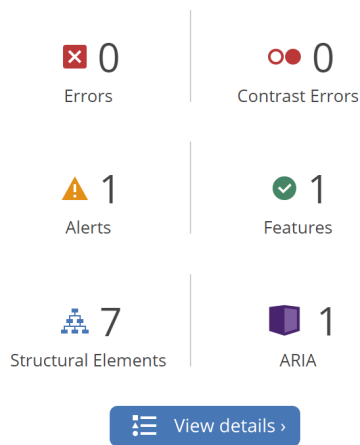 0 0
Errors Contrast Errors
1 1
Alerts Features
7 1
Structural Elements ARIA
View details ›